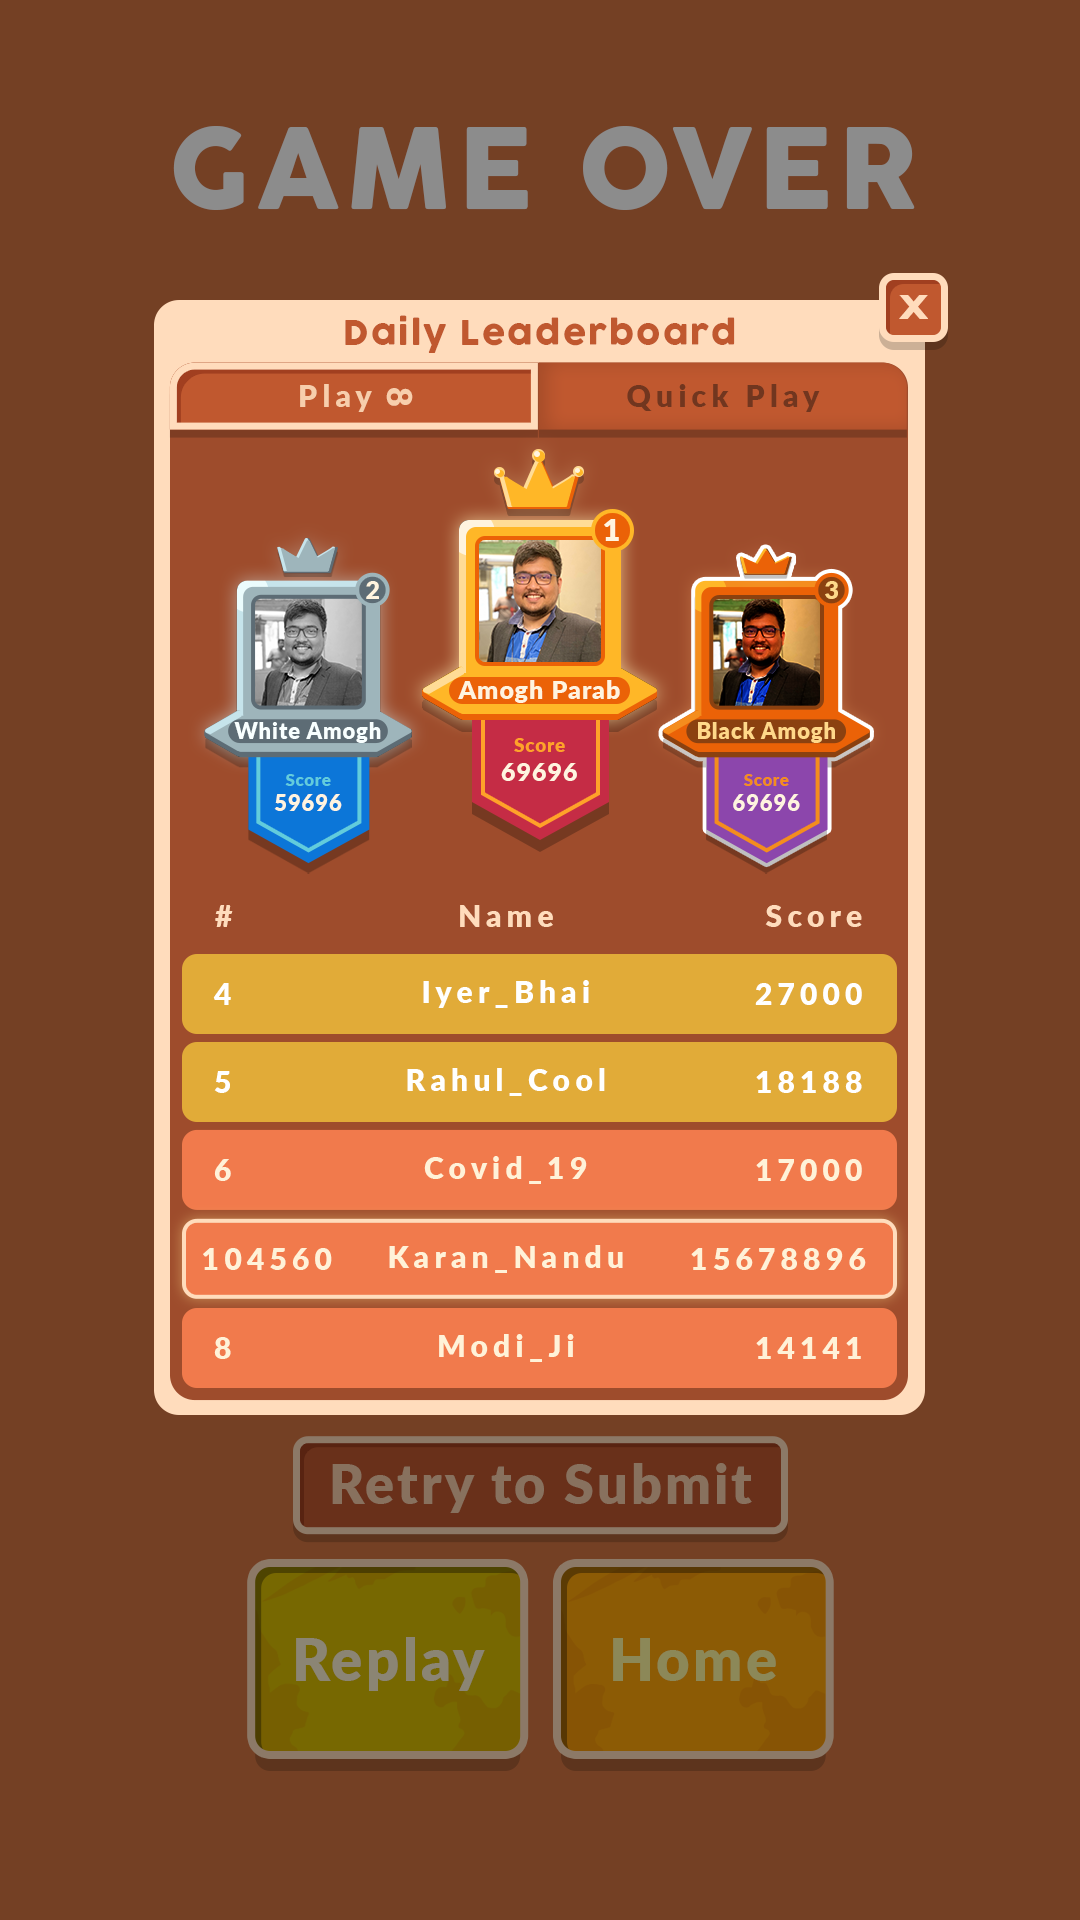 GAME OVER
X
Daily Leaderboard
Play ∞
Quick Play
1
2
3
Amogh Parab
White Amogh
Black Amogh
Score
69696
Score
59696
Score
69696
# Name Score
4 Iyer_Bhai 27000
5 Rahul_Cool 18188
6 Covid_19 17000
104560 Karan_Nandu 15678896
8 Modi_Ji 14141
Retry to Submit
Replay
Home